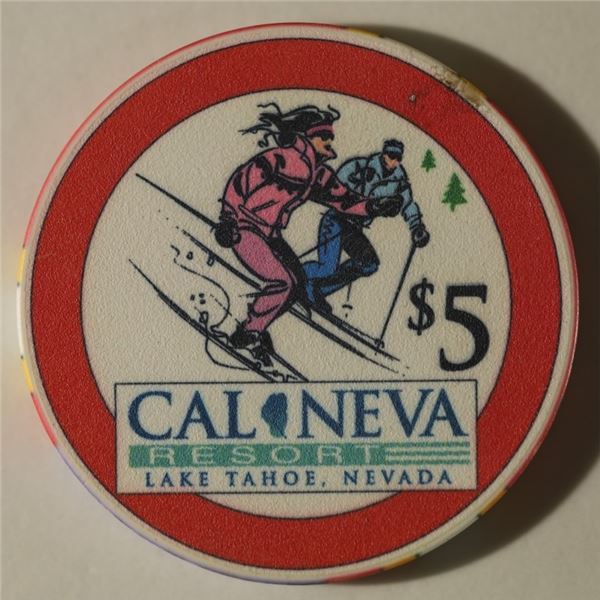 $5
CAL NEVA
RESORT
LAKE TAHOE, NEVADA